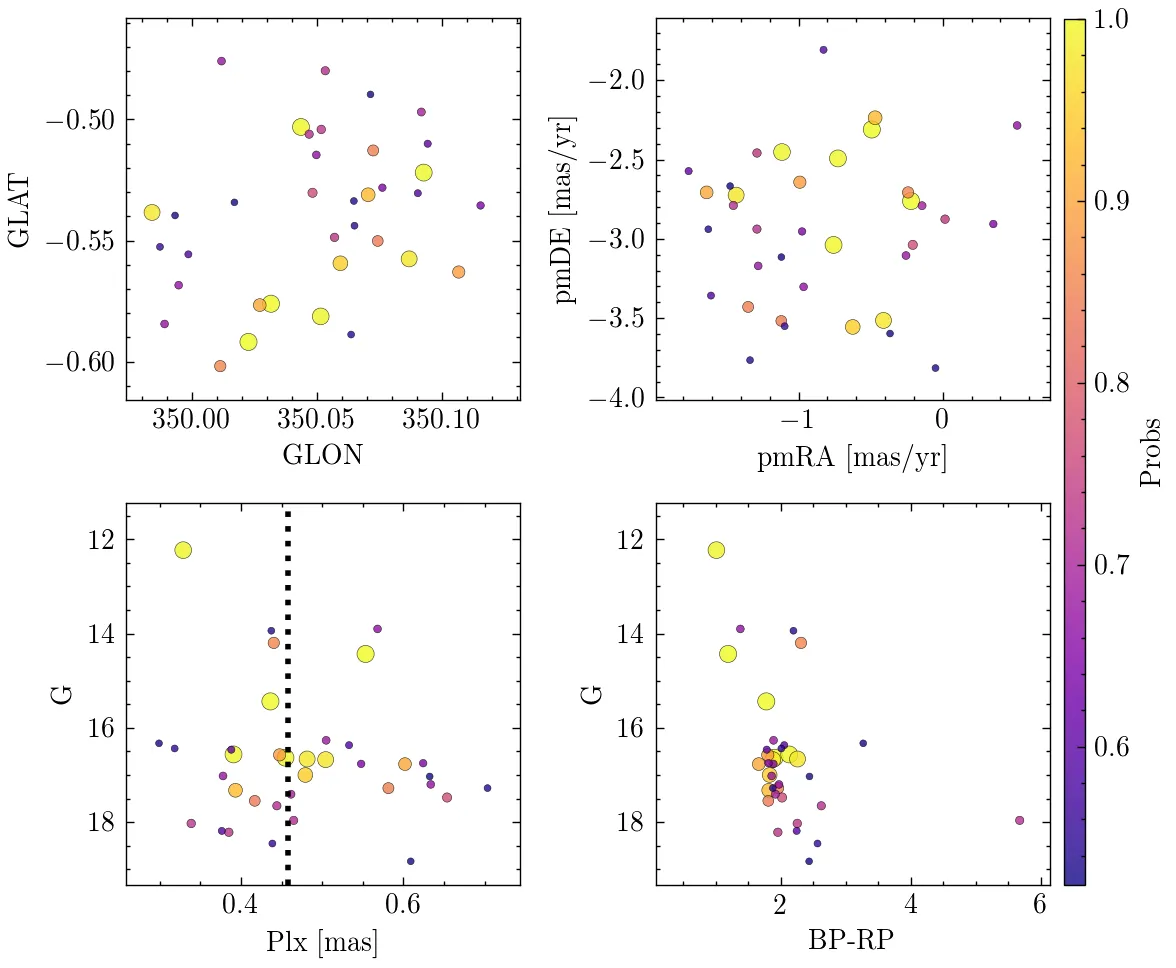 −0.50
−0.55
−0.60
GLAT
350.00 350.05 350.10
GLON
−2.0
−2.5
−3.0
−3.5
−4.0
pmDE [mas/yr]
−1 0
pmRA [mas/yr]
12
14
16
18
G
0.4 0.6
Plx [mas]
12
14
16
18
G
2 4 6
BP-RP
1.0
0.9
0.8
0.7
0.6
Probs